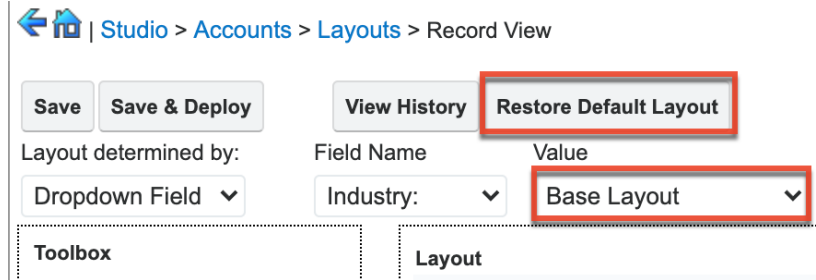 | Studio > Accounts > Layouts > Record View
Save Save & Deploy View History Restore Default Layout
Layout determined by: Field Name Value
Dropdown Field Industry: Base Layout
Toolbox Layout